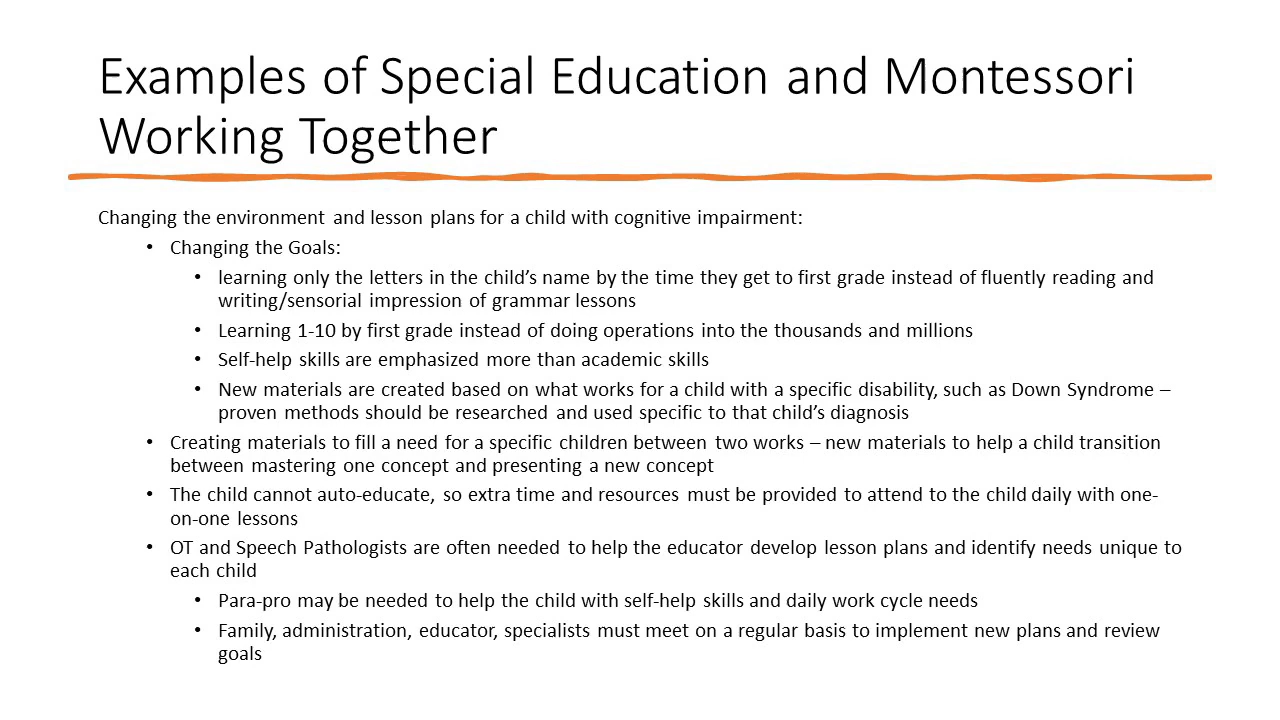 Examples of Special Education and Montessori
Working Together
Changing the environment and lesson plans for a child with cognitive impairment:
• Changing the Goals:
• learning only the letters in the child’s name by the time they get to first grade instead of fluently reading and
writing/sensorial impression of grammar lessons
• Learning 1-10 by first grade instead of doing operations into the thousands and millions
• Self-help skills are emphasized more than academic skills
• New materials are created based on what works for a child with a specific disability, such as Down Syndrome –
proven methods should be researched and used specific to that child’s diagnosis
• Creating materials to fill a need for a specific children between two works – new materials to help a child transition
between mastering one concept and presenting a new concept
• The child cannot auto-educate, so extra time and resources must be provided to attend to the child daily with one-
on-one lessons
• OT and Speech Pathologists are often needed to help the educator develop lesson plans and identify needs unique to
each child
• Para-pro may be needed to help the child with self-help skills and daily work cycle needs
• Family, administration, educator, specialists must meet on a regular basis to implement new plans and review
goals